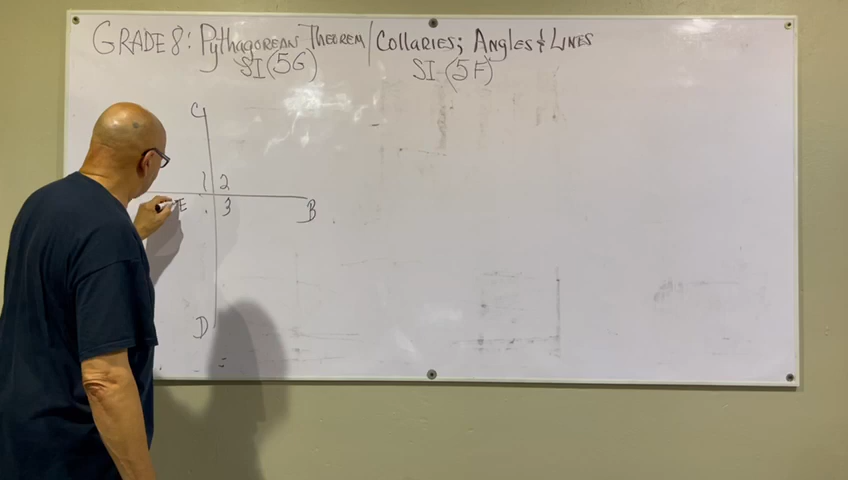 GRADE 8: PYTHAGOREAN THEOREM/COLLARIES; ANGLES & LINES
SI(5G) SI(5F)
C
1 2
E 3 B
D